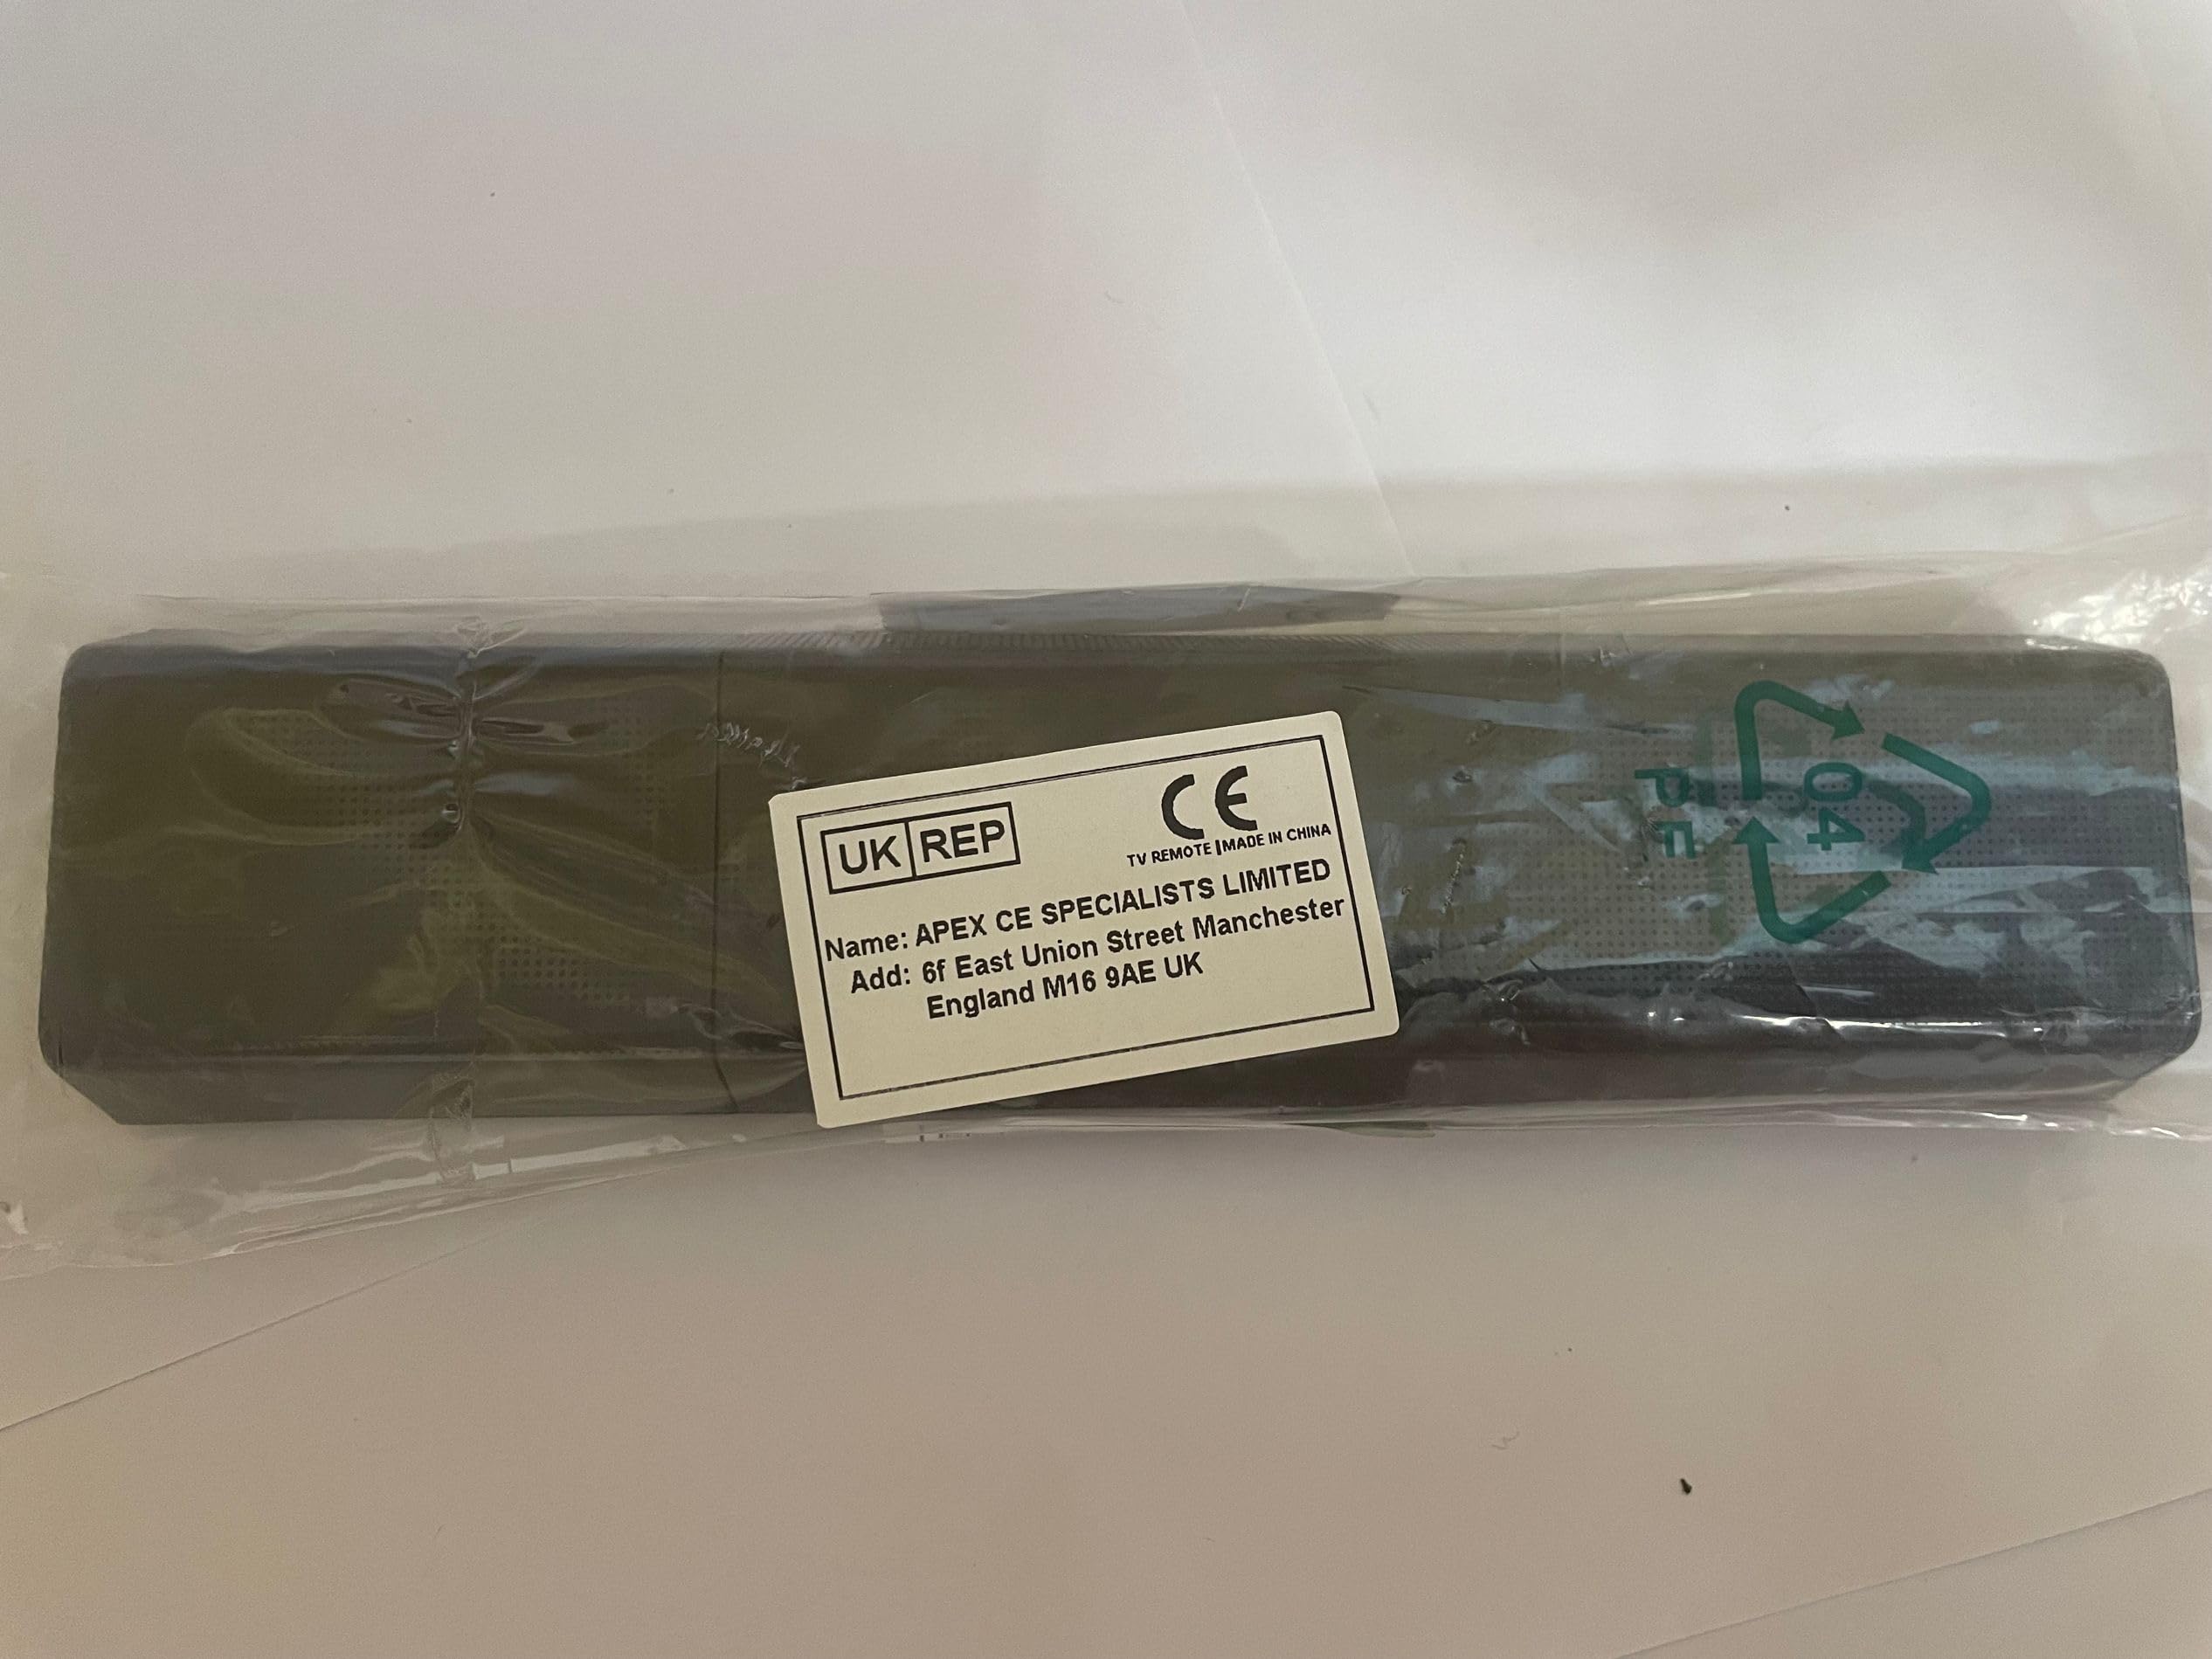 UK REP
CE
TV REMOTE | MADE IN CHINA
Name: APEX CE SPECIALISTS LIMITED
Add: 6f East Union Street Manchester
England M16 9AE UK
04
PE